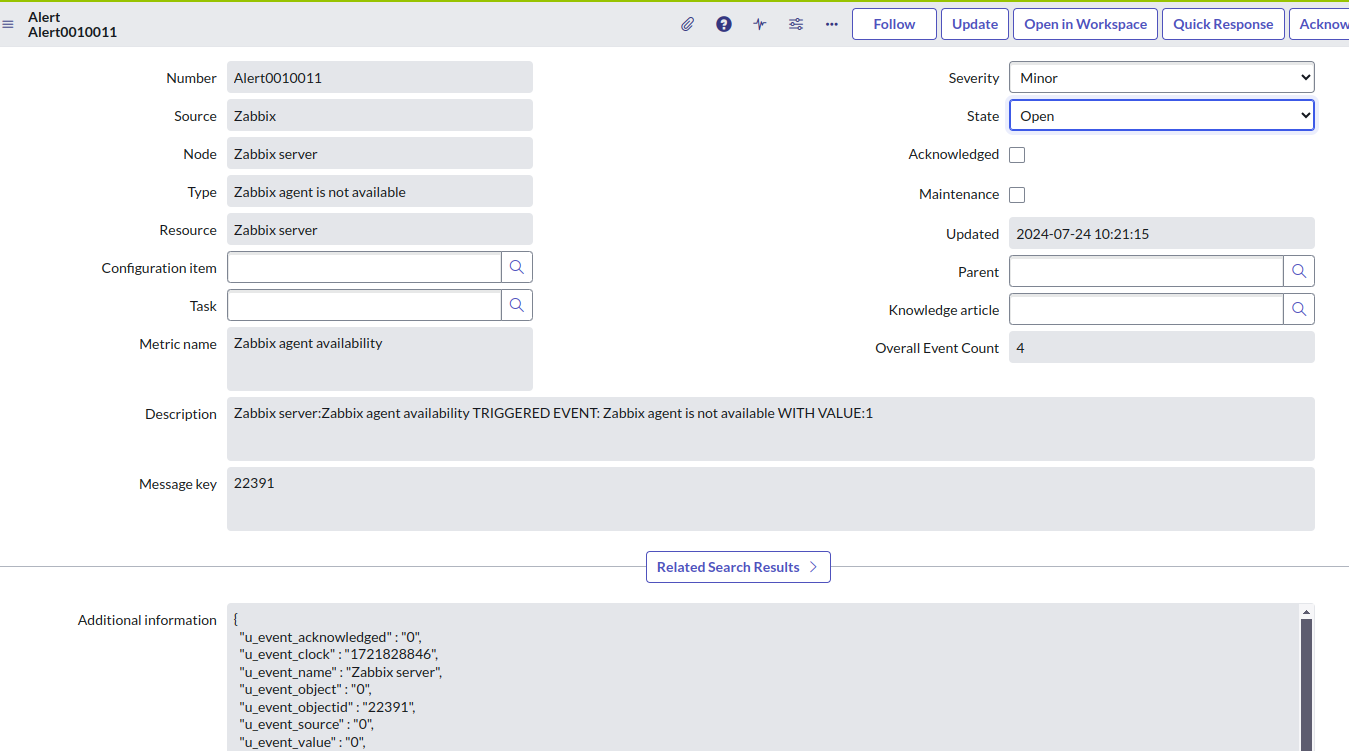 Alert
Alert0010011
Follow
Update
Open in Workspace
Quick Response
Acknow
Number Alert0010011
Source Zabbix
Node Zabbix server
Type Zabbix agent is not available
Resource Zabbix server
Configuration item
Task
Metric name Zabbix agent availability
Severity Minor
State Open
Acknowledged
Maintenance
Updated 2024-07-24 10:21:15
Parent
Knowledge article
Overall Event Count 4
Description Zabbix server:Zabbix agent availability TRIGGERED EVENT: Zabbix agent is not available WITH VALUE:1
Message key 22391
Related Search Results
Additional information {
"u_event_acknowledged" : "0",
"u_event_clock" : "1721828846",
"u_event_name" : "Zabbix server",
"u_event_object" : "0",
"u_event_objectid" : "22391",
"u_event_source" : "0",
"u_event_value" : "0",